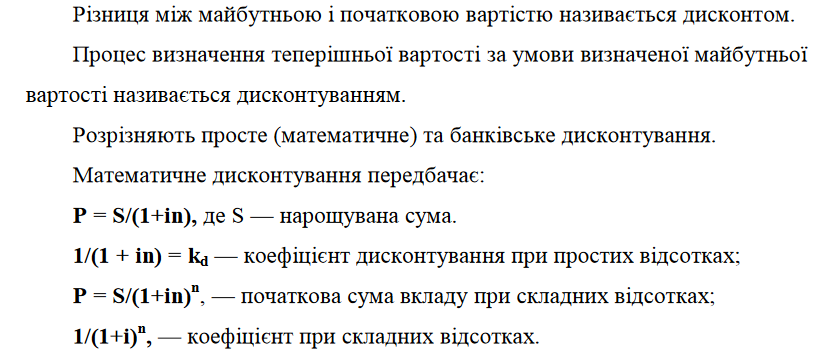 Різниця між майбутньою і початковою вартістю називається дисконтом.
Процес визначення теперішньої вартості за умови визначеної майбутньої
вартості називається дисконтуванням.
Розрізняють просте (математичне) та банківське дисконтування.
Математичне дисконтування передбачає:
P = S/(1+in), де S — нарощувана сума.
1/(1 + in) = k_d — коефіцієнт дисконтування при простих відсотках;
P = S/(1+in)^n, — початкова сума вкладу при складних відсотках;
1/(1+i)^n, — коефіцієнт при складних відсотках.